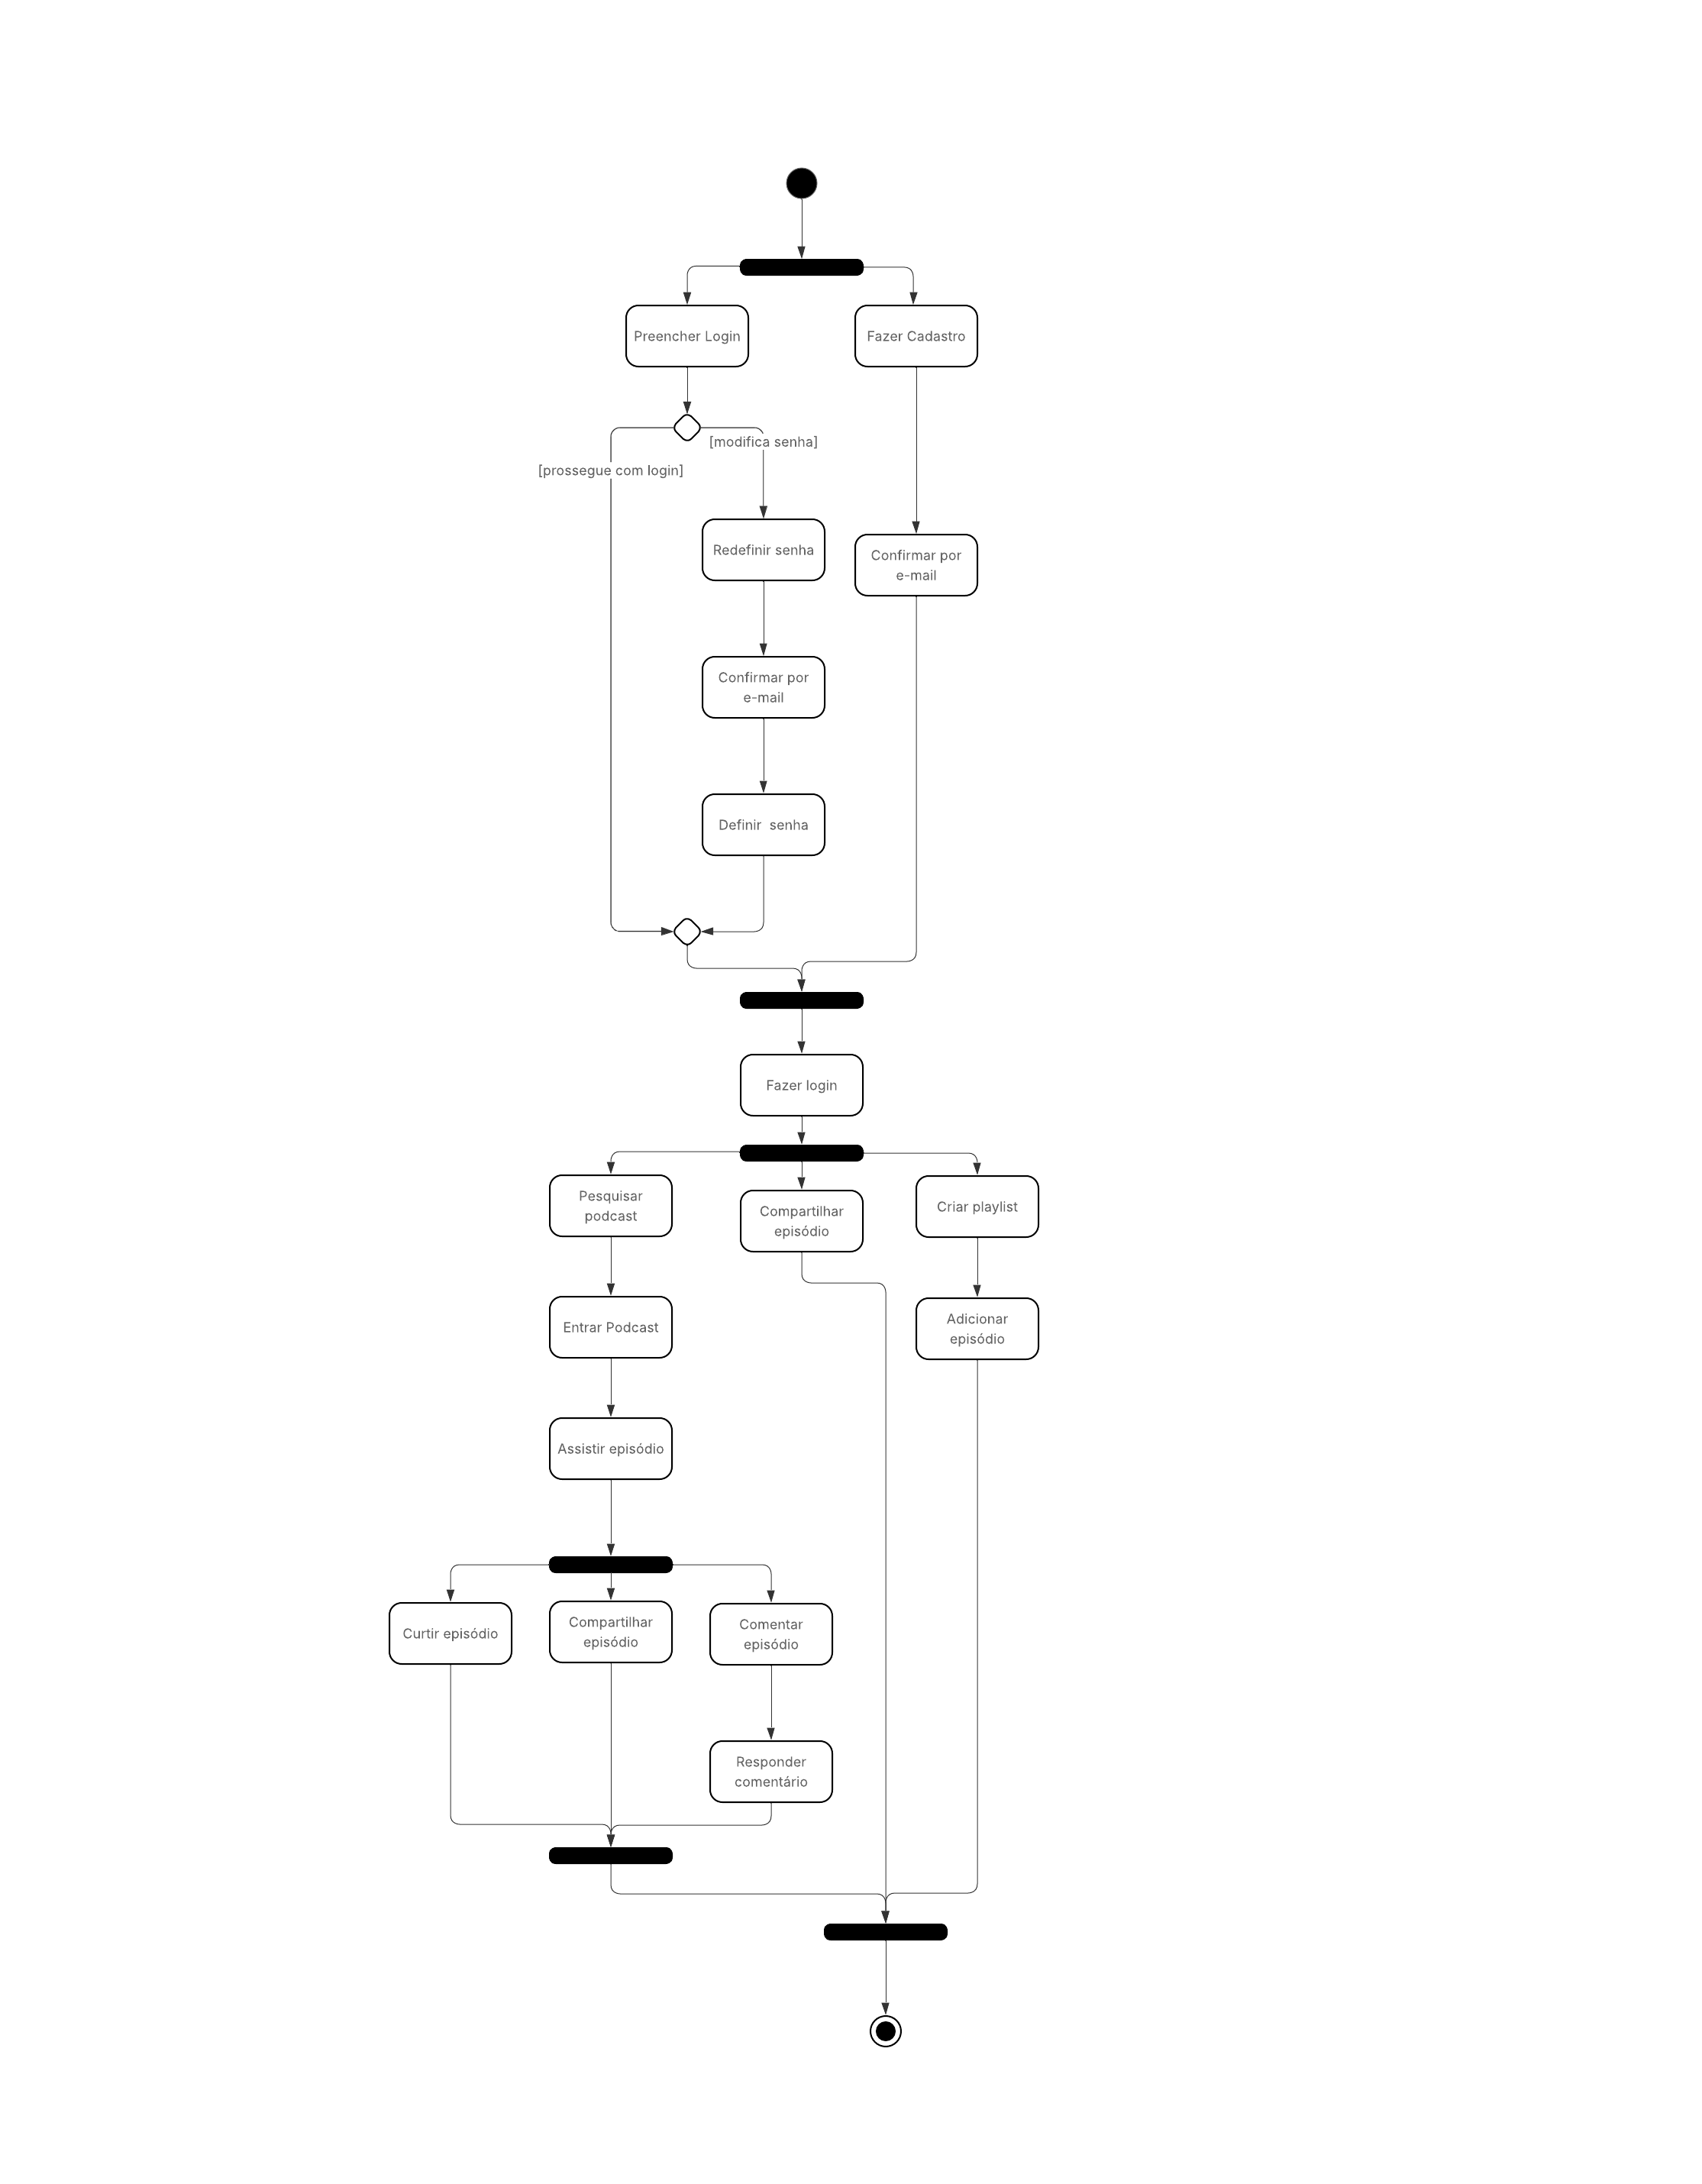 Preencher Login
Fazer Cadastro
[modifica senha]
[prossegue com login]
Redefinir senha
Confirmar por
e-mail
Confirmar por
e-mail
Definir  senha
Fazer login
Pesquisar
podcast
Compartilhar
episódio
Criar playlist
Entrar Podcast
Adicionar
episódio
Assistir episódio
Curtir episódio
Compartilhar
episódio
Comentar
episódio
Responder
comentário